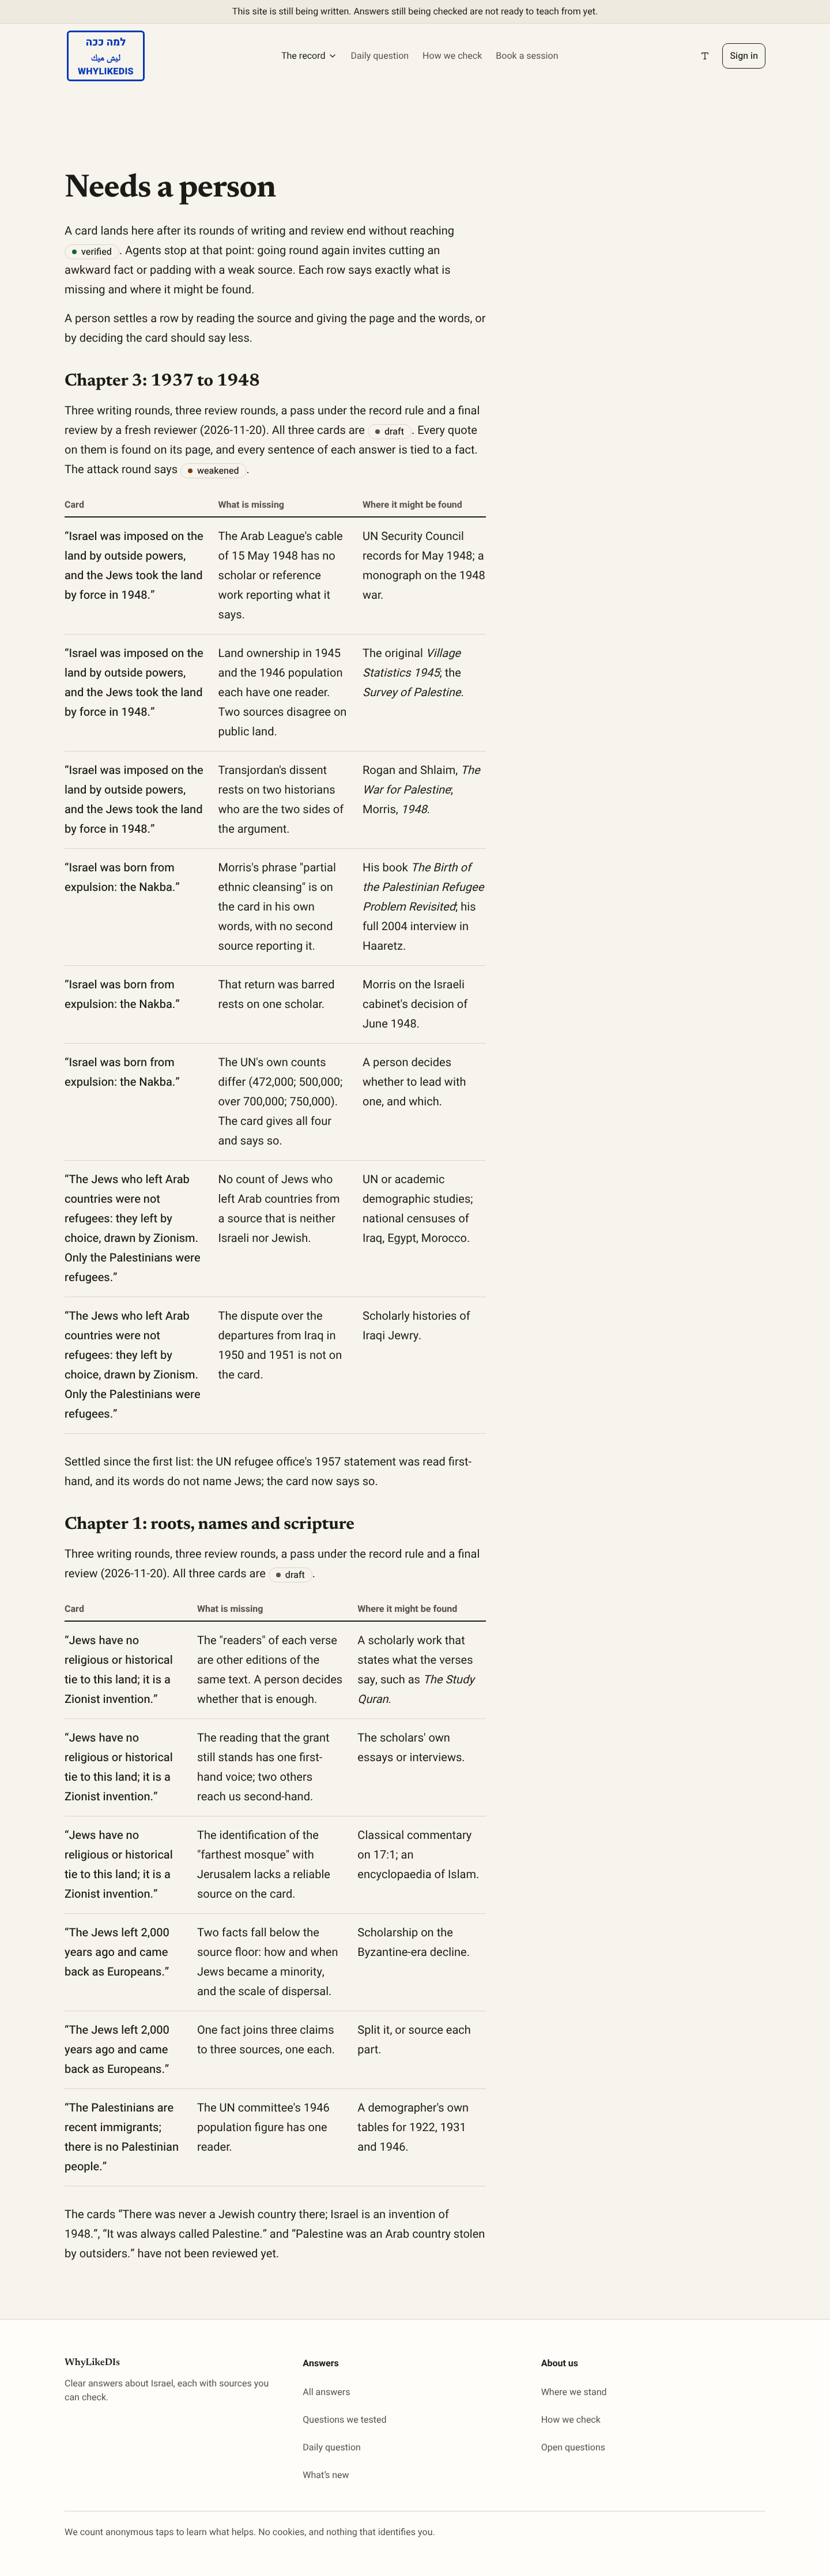 This site is still being written. Answers still being checked are not ready to teach from yet.
למה ככה
ليش هيك
WHYLIKEDIS
The record
Daily question
How we check
Book a session
T
Sign in
Needs a person
A card lands here after its rounds of writing and review end without reaching
verified. Agents stop at that point: going round again invites cutting an
awkward fact or padding with a weak source. Each row says exactly what is
missing and where it might be found.
A person settles a row by reading the source and giving the page and the words, or
by deciding the card should say less.
Chapter 3: 1937 to 1948
Three writing rounds, three review rounds, a pass under the record rule and a final
review by a fresh reviewer (2026-11-20). All three cards are draft. Every quote
on them is found on its page, and every sentence of each answer is tied to a fact.
The attack round says weakened.
Card
What is missing
Where it might be found
“Israel was imposed on the
land by outside powers,
and the Jews took the land
by force in 1948.”
The Arab League's cable
of 15 May 1948 has no
scholar or reference
work reporting what it
says.
UN Security Council
records for May 1948; a
monograph on the 1948
war.
“Israel was imposed on the
land by outside powers,
and the Jews took the land
by force in 1948.”
Land ownership in 1945
and the 1946 population
each have one reader.
Two sources disagree on
public land.
The original Village
Statistics 1945; the
Survey of Palestine.
“Israel was imposed on the
land by outside powers,
and the Jews took the land
by force in 1948.”
Transjordan's dissent
rests on two historians
who are the two sides of
the argument.
Rogan and Shlaim, The
War for Palestine;
Morris, 1948.
“Israel was born from
expulsion: the Nakba.”
Morris's phrase "partial
ethnic cleansing" is on
the card in his own
words, with no second
source reporting it.
His book The Birth of
the Palestinian Refugee
Problem Revisited; his
full 2004 interview in
Haaretz.
“Israel was born from
expulsion: the Nakba.”
That return was barred
rests on one scholar.
Morris on the Israeli
cabinet's decision of
June 1948.
“Israel was born from
expulsion: the Nakba.”
The UN's own counts
differ (472,000; 500,000;
over 700,000; 750,000).
The card gives all four
and says so.
A person decides
whether to lead with
one, and which.
“The Jews who left Arab
countries were not
refugees: they left by
choice, drawn by Zionism.
Only the Palestinians were
refugees.”
No count of Jews who
left Arab countries from
a source that is neither
Israeli nor Jewish.
UN or academic
demographic studies;
national censuses of
Iraq, Egypt, Morocco.
“The Jews who left Arab
countries were not
refugees: they left by
choice, drawn by Zionism.
Only the Palestinians were
refugees.”
The dispute over the
departures from Iraq in
1950 and 1951 is not on
the card.
Scholarly histories of
Iraqi Jewry.
Settled since the first list: the UN refugee office's 1957 statement was read first-
hand, and its words do not name Jews; the card now says so.
Chapter 1: roots, names and scripture
Three writing rounds, three review rounds, a pass under the record rule and a final
review (2026-11-20). All three cards are draft.
Card
What is missing
Where it might be found
“Jews have no
religious or historical
tie to this land; it is a
Zionist invention.”
The "readers" of each verse
are other editions of the
same text. A person decides
whether that is enough.
A scholarly work that
states what the verses
say, such as The Study
Quran.
“Jews have no
religious or historical
tie to this land; it is a
Zionist invention.”
The reading that the grant
still stands has one first-
hand voice; two others
reach us second-hand.
The scholars' own
essays or interviews.
“Jews have no
religious or historical
tie to this land; it is a
Zionist invention.”
The identification of the
"farthest mosque" with
Jerusalem lacks a reliable
source on the card.
Classical commentary
on 17:1; an
encyclopaedia of Islam.
“The Jews left 2,000
years ago and came
back as Europeans.”
Two facts fall below the
source floor: how and when
Jews became a minority,
and the scale of dispersal.
Scholarship on the
Byzantine-era decline.
“The Jews left 2,000
years ago and came
back as Europeans.”
One fact joins three claims
to three sources, one each.
Split it, or source each
part.
“The Palestinians are
recent immigrants;
there is no Palestinian
people.”
The UN committee's 1946
population figure has one
reader.
A demographer's own
tables for 1922, 1931
and 1946.
The cards “There was never a Jewish country there; Israel is an invention of
1948.”, “It was always called Palestine.” and “Palestine was an Arab country stolen
by outsiders.” have not been reviewed yet.
WhyLikeDIs
Clear answers about Israel, each with sources you
can check.
Answers
All answers
Questions we tested
Daily question
What's new
About us
Where we stand
How we check
Open questions
We count anonymous taps to learn what helps. No cookies, and nothing that identifies you.